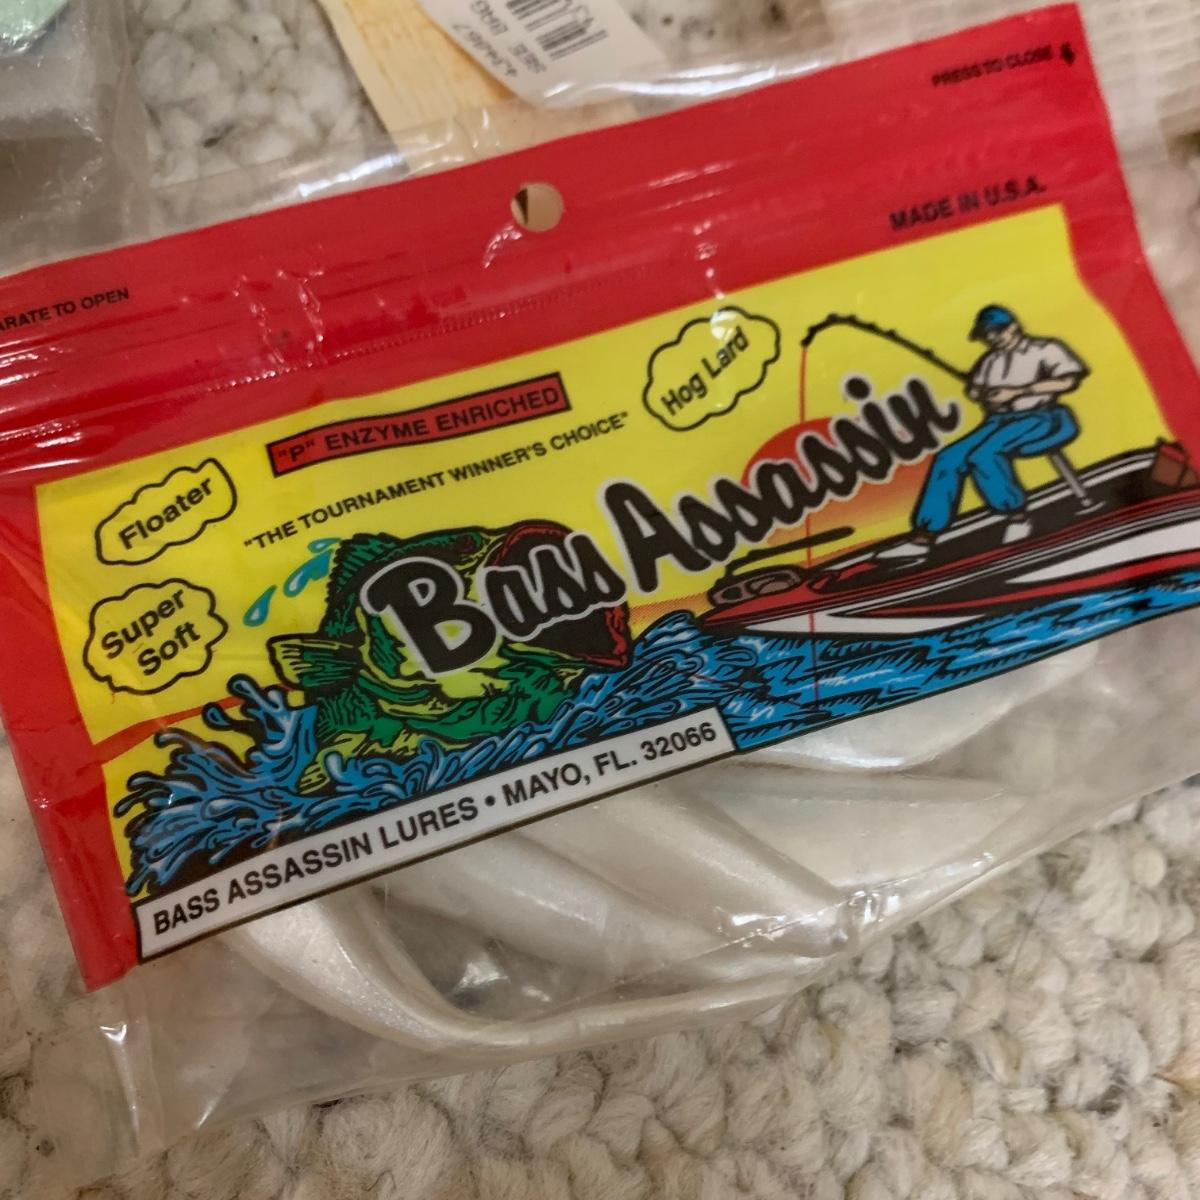 PRESS TO CLOSE
MADE IN U.S.A.
ARATE TO OPEN
"P" ENZYME ENRICHED
"THE TOURNAMENT WINNER'S CHOICE"
Hog Lard
Floater
Super
Soft
Bass Assassin
BASS ASSASSIN LURES • MAYO, FL. 32066